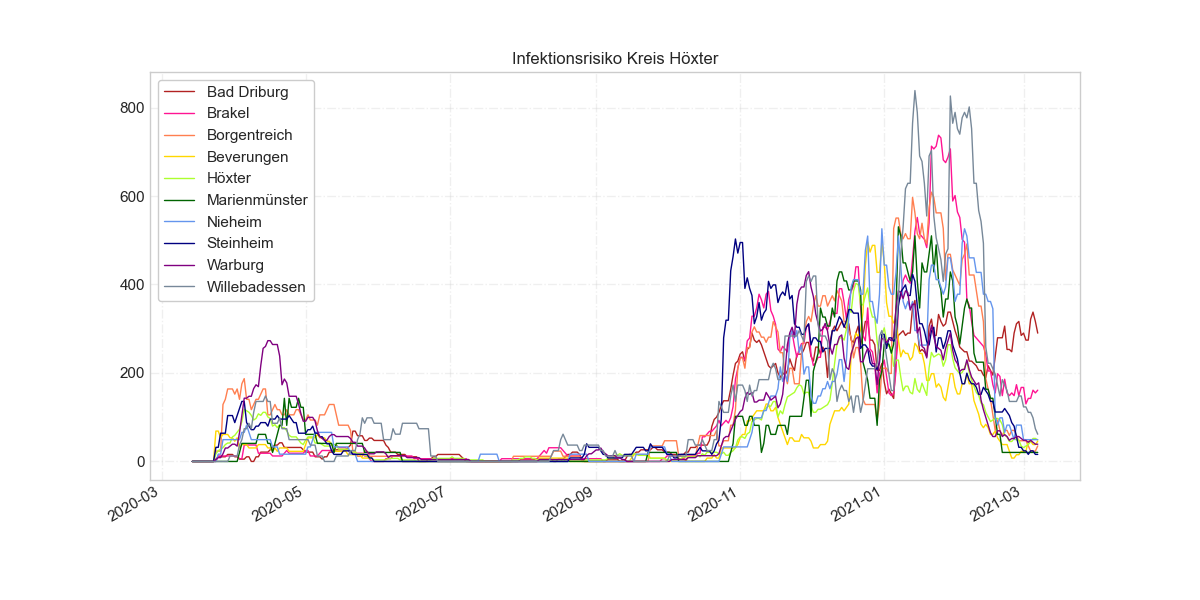 Infektionsrisiko Kreis Höxter
Bad Driburg
Brakel
Borgentreich
Beverungen
Höxter
Marienmünster
Nieheim
Steinheim
Warburg
Willebadessen
800
600
400
200
0
2020-03
2020-05
2020-07
2020-09
2020-11
2021-01
2021-03